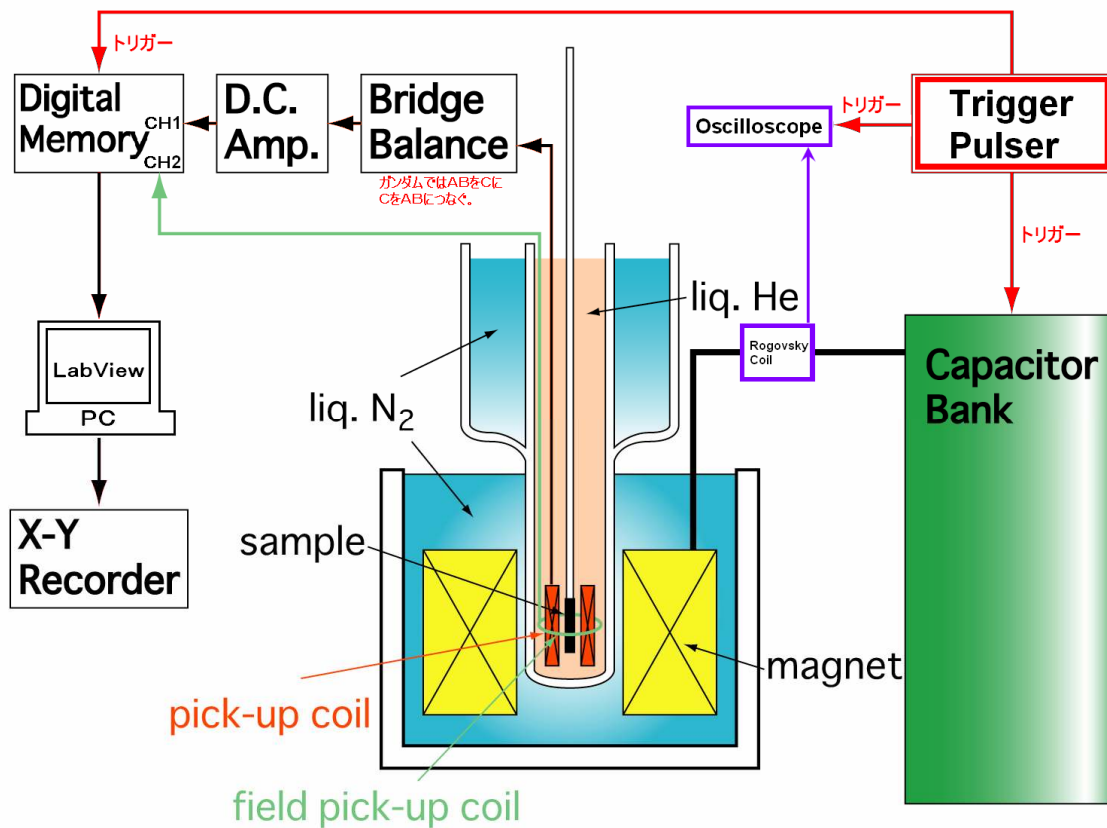 トリガー
Digital
Memory
CH1
CH2
D.C.
Amp.
Bridge
Balance
ガンダムではABをCに
CをABにつなぐ。
Oscilloscope
トリガー
Trigger
Pulser
トリガー
liq. He
Rogovsky
Coil
Capacitor
Bank
LabView
PC
liq. N2
X-Y
Recorder
sample
magnet
pick-up coil
field pick-up coil